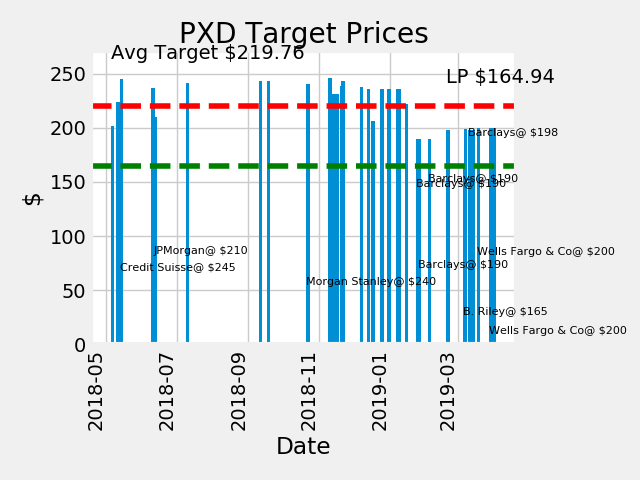 PXD Target Prices
Avg Target $219.76
LP $164.94
250
200
150
100
50
0
$
Barclays@ $198
Barclays@ $190
Barclays@ $190
JPMorgan@ $210
Wells Fargo & Co@ $200
Credit Suisse@ $245
Barclays@ $190
Morgan Stanley@ $240
B. Riley@ $165
Wells Fargo & Co@ $200
2018-05
2018-07
2018-09
2018-11
2019-01
2019-03
Date